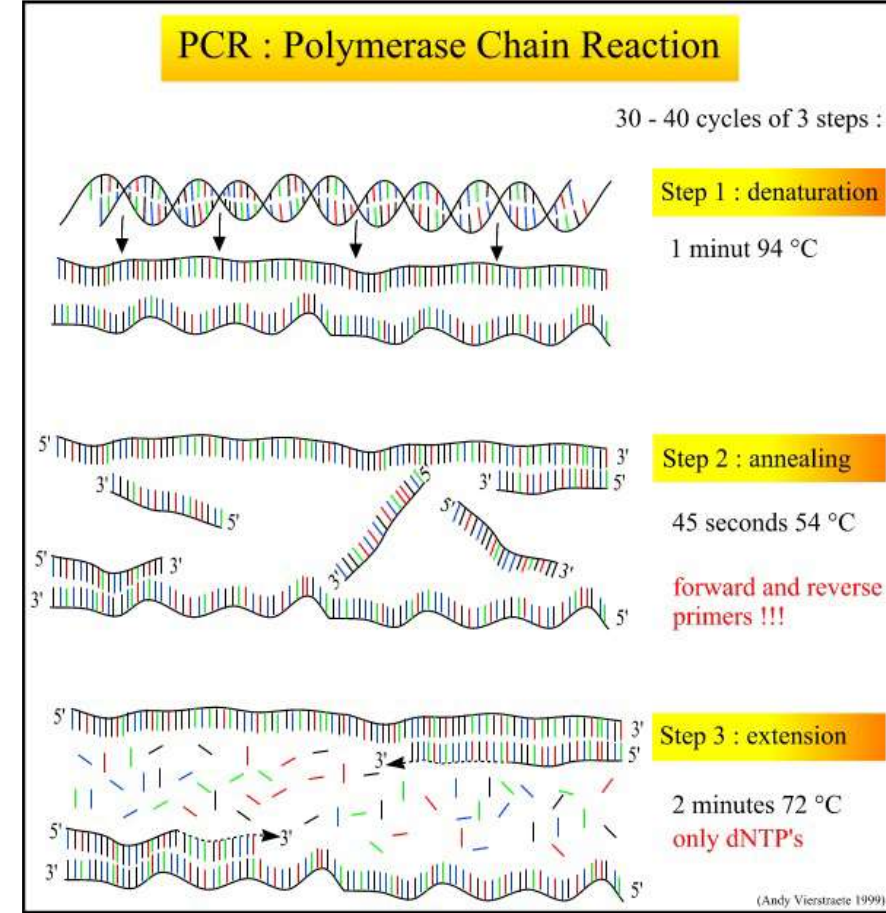 PCR : Polymerase Chain Reaction
30 - 40 cycles of 3 steps :
Step 1 : denaturation
1 minut 94 °C
5'
3'
Step 2 : annealing
3'
5'
3'
5'
5'
5'
45 seconds 54 °C
5'
3'
3'
3'
forward and reverse
3'
primers !!!
5'
5'
3'
Step 3 : extension
3'
5'
2 minutes 72 °C
5'
3'
only dNTP's
3'
5'
(Andy Vierstraete 1999)